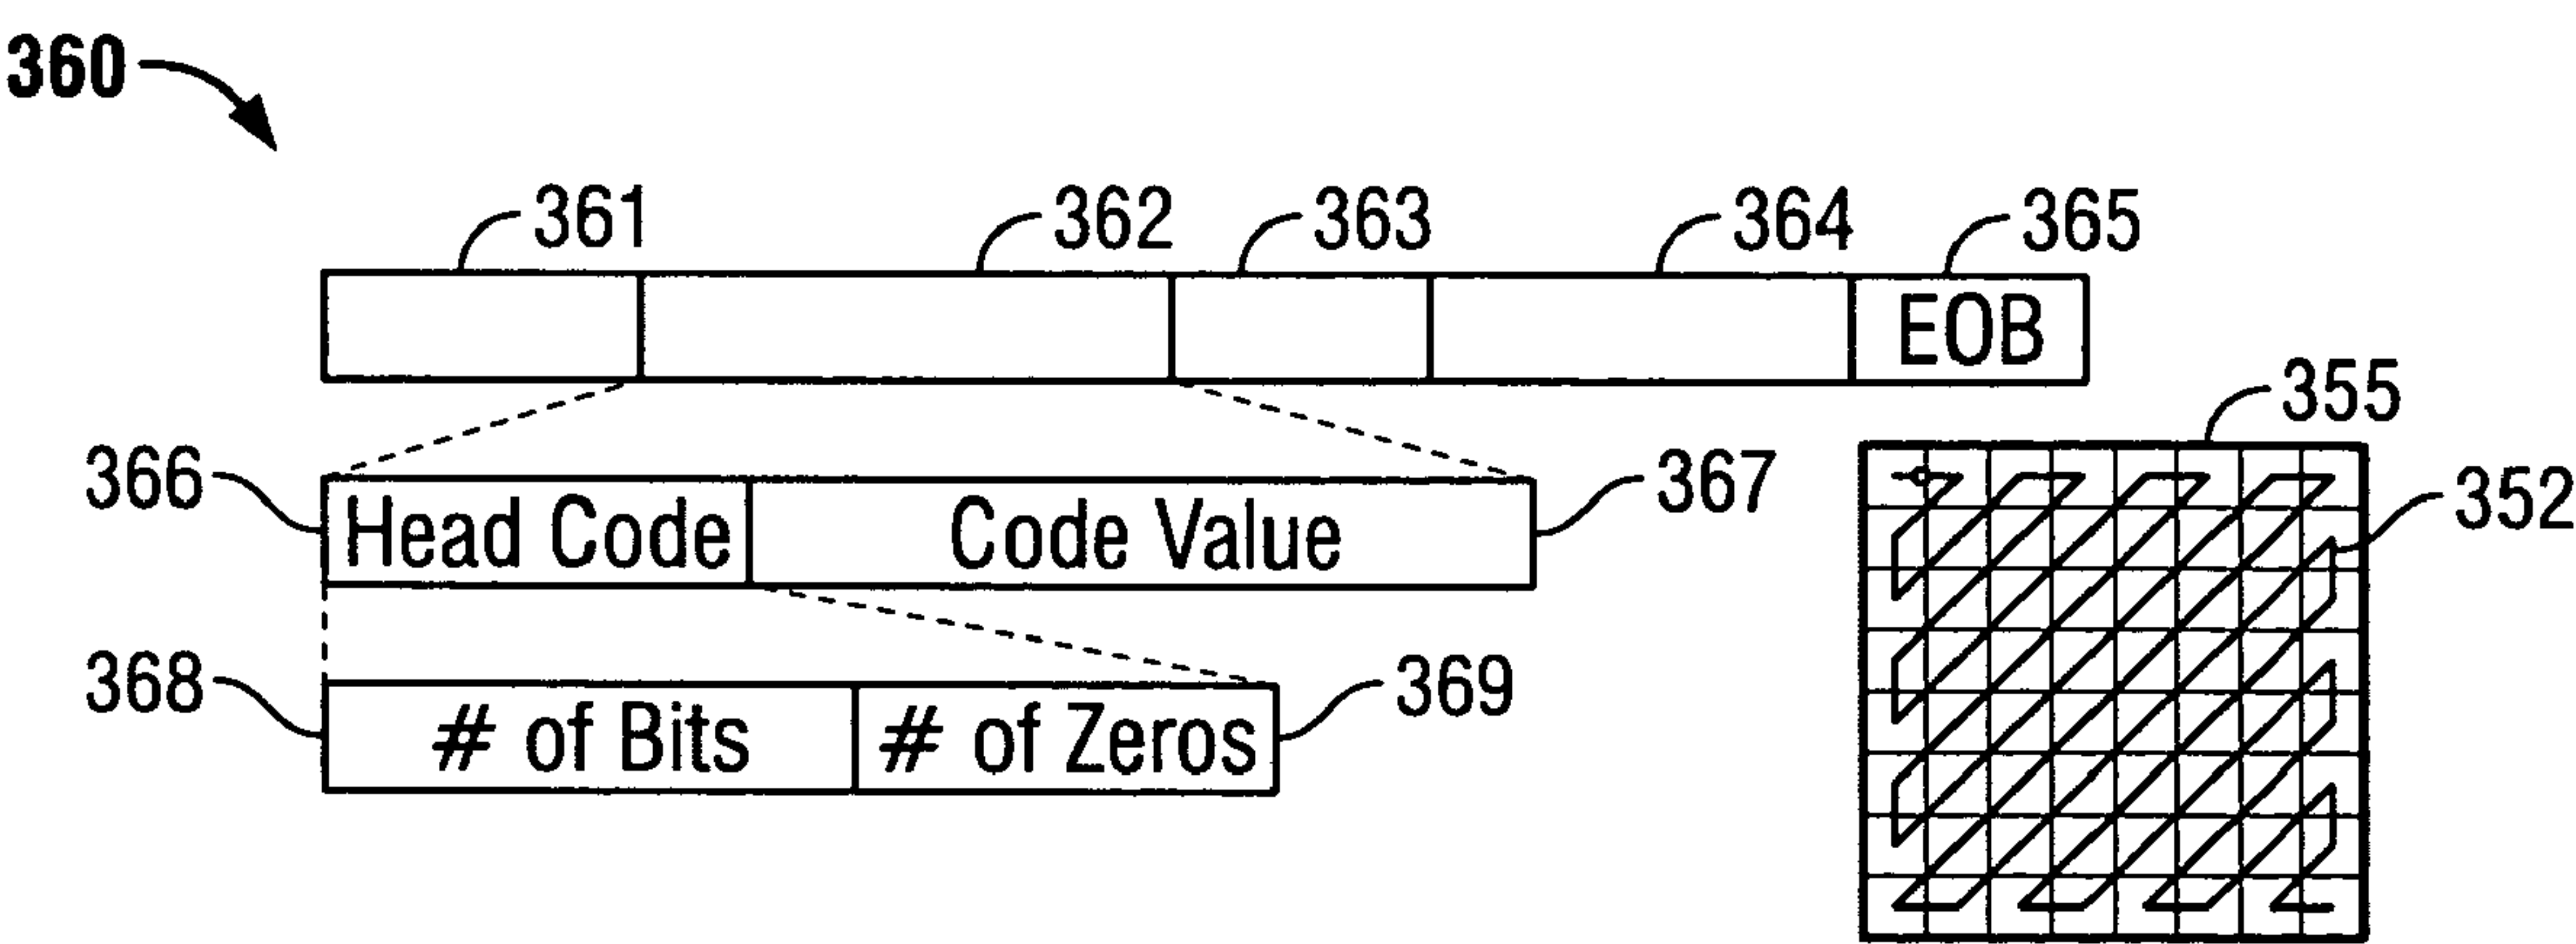 360
361 362 363 364 365
EOB
355
366 Head Code Code Value 367
352
368 # of Bits # of Zeros 369